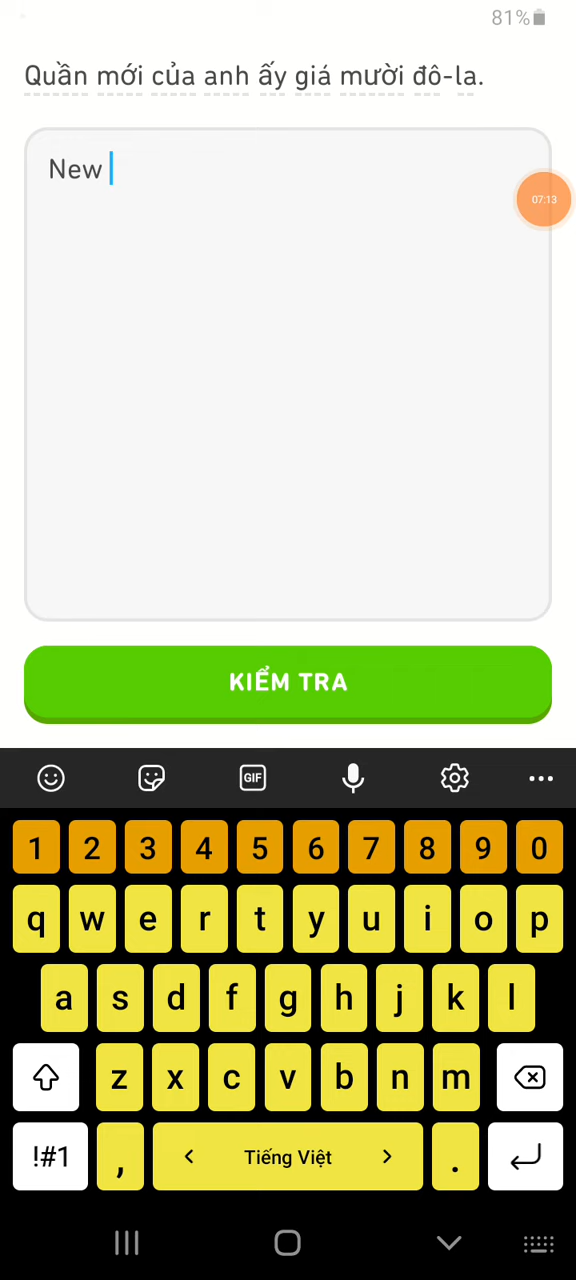 81%
Quần mới của anh ấy giá mười đô-la.
New
07:13
KIỂM TRA
GIF
1 2 3 4 5 6 7 8 9 0
q w e r t y u i o p
a s d f g h j k l
z x c v b n m
!#1 , < Tiếng Việt > .